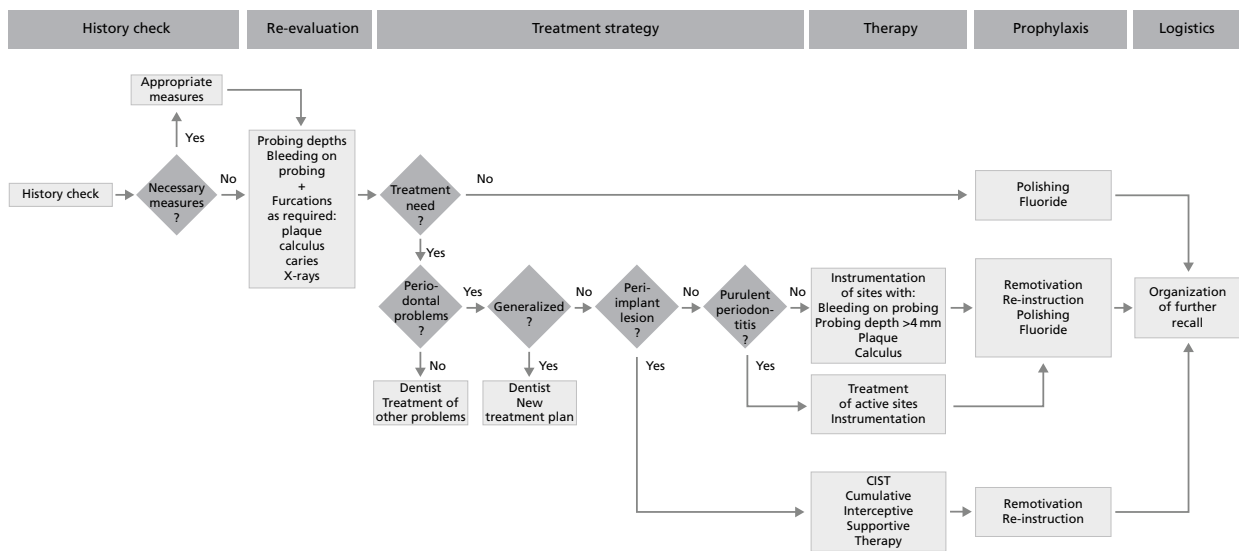 History check
Re-evaluation
Treatment strategy
Therapy
Prophylaxis
Logistics
Appropriate
measures
Yes
History check
Necessary
measures
?
No
Probing depths
Bleeding on
probing
+
Furcations
as required:
plaque
calculus
caries
X-rays
Treatment
need
?
No
Yes
Polishing
Fluoride
Perio-
dontal
problems
?
Yes
No
Dentist
Treatment of
other problems
Generalized
?
No
Yes
Dentist
New
treatment plan
Peri-
implant
lesion
?
No
Yes
Purulent
periodon-
titis
?
No
Yes
Instrumentation
of sites with:
Bleeding on probing
Probing depth >4 mm
Plaque
Calculus
Remotivation
Re-instruction
Polishing
Fluoride
Organization
of further
recall
Treatment
of active sites
Instrumentation
CIST
Cumulative
Interceptive
Supportive
Therapy
Remotivation
Re-instruction